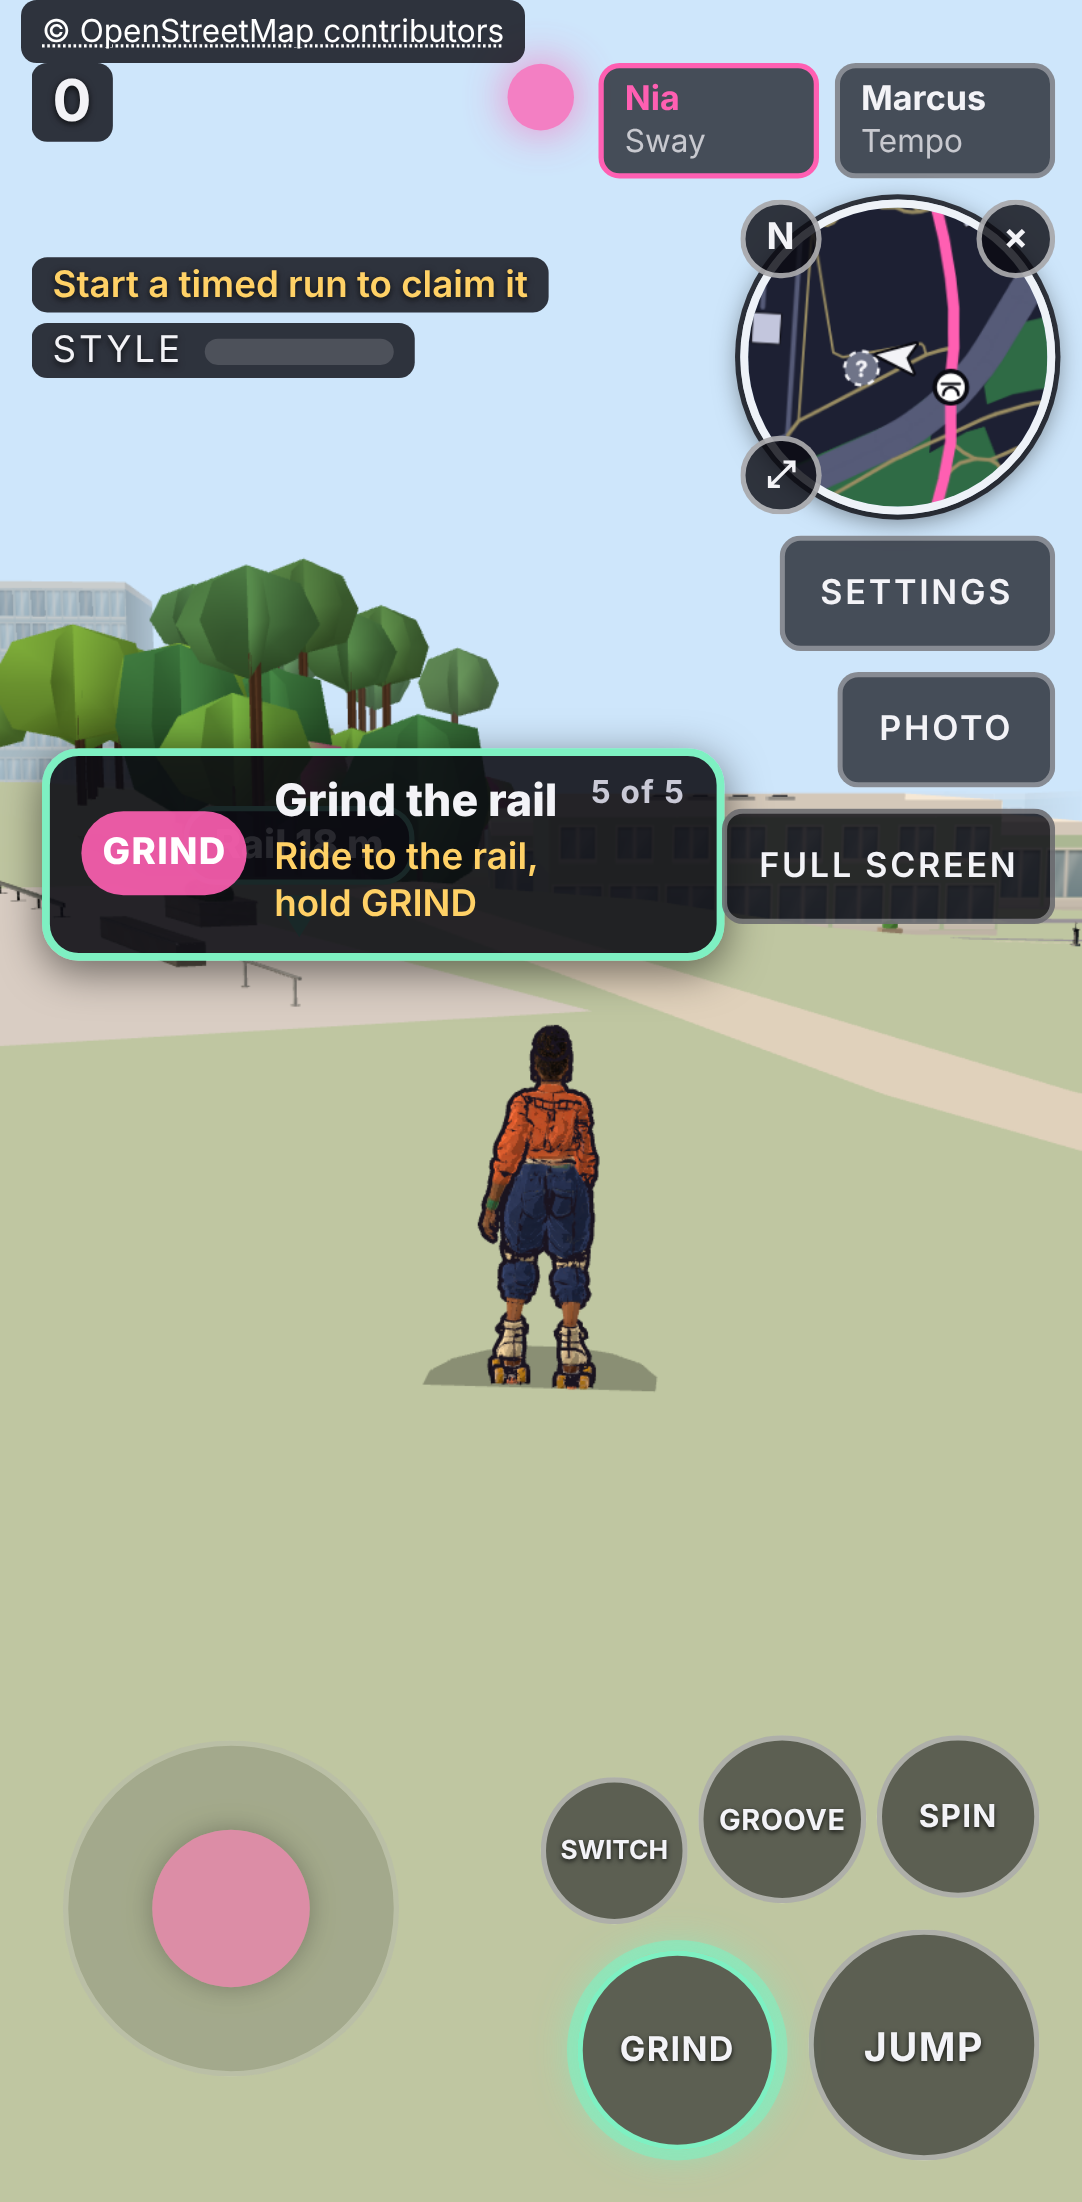 © OpenStreetMap contributors
0
Nia
Sway
Marcus
Tempo
N
×
Start a timed run to claim it
STYLE
?
SETTINGS
PHOTO
FULL SCREEN
GRIND
Grind the rail
5 of 5
Ride to the rail,
hold GRIND
SWITCH
GROOVE
SPIN
GRIND
JUMP